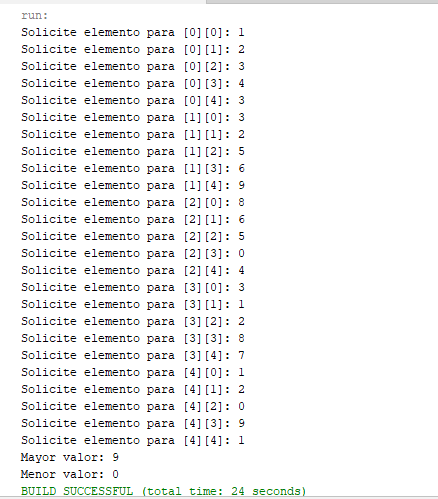 run:
Solicite elemento para [0][0]: 1
Solicite elemento para [0][1]: 2
Solicite elemento para [0][2]: 3
Solicite elemento para [0][3]: 4
Solicite elemento para [0][4]: 3
Solicite elemento para [1][0]: 3
Solicite elemento para [1][1]: 2
Solicite elemento para [1][2]: 5
Solicite elemento para [1][3]: 6
Solicite elemento para [1][4]: 9
Solicite elemento para [2][0]: 8
Solicite elemento para [2][1]: 6
Solicite elemento para [2][2]: 5
Solicite elemento para [2][3]: 0
Solicite elemento para [2][4]: 4
Solicite elemento para [3][0]: 3
Solicite elemento para [3][1]: 1
Solicite elemento para [3][2]: 2
Solicite elemento para [3][3]: 8
Solicite elemento para [3][4]: 7
Solicite elemento para [4][0]: 1
Solicite elemento para [4][1]: 2
Solicite elemento para [4][2]: 0
Solicite elemento para [4][3]: 9
Solicite elemento para [4][4]: 1
Mayor valor: 9
Menor valor: 0
BUILD SUCCESSFUL (total time: 24 seconds)